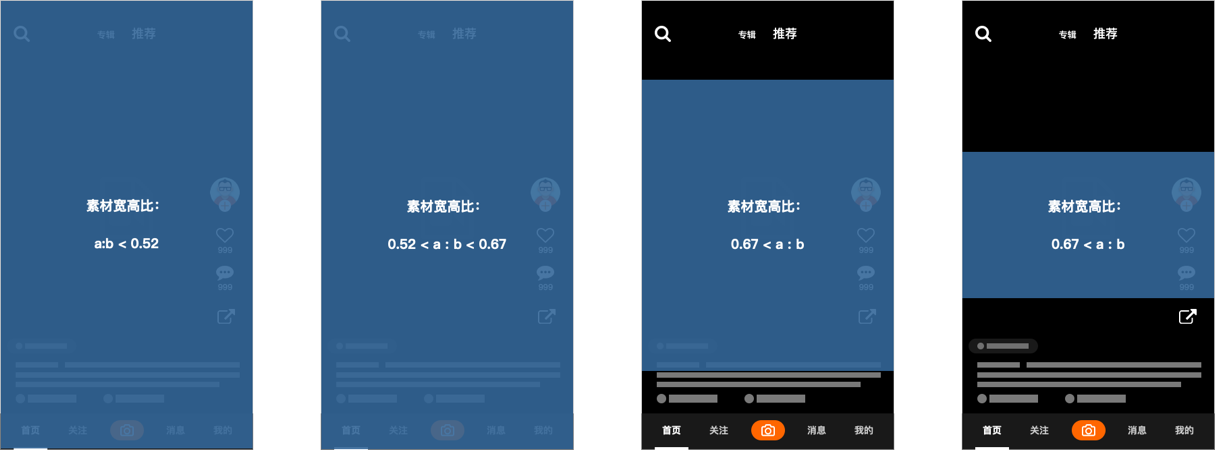 专辑 推荐
素材宽高比：
a:b < 0.52
999
999
首页 关注 消息 我的
专辑 推荐
素材宽高比：
0.52 < a : b < 0.67
999
999
首页 关注 消息 我的
专辑 推荐
素材宽高比：
0.67 < a : b
999
999
首页 关注 消息 我的
专辑 推荐
素材宽高比：
0.67 < a : b
999
999
首页 关注 消息 我的